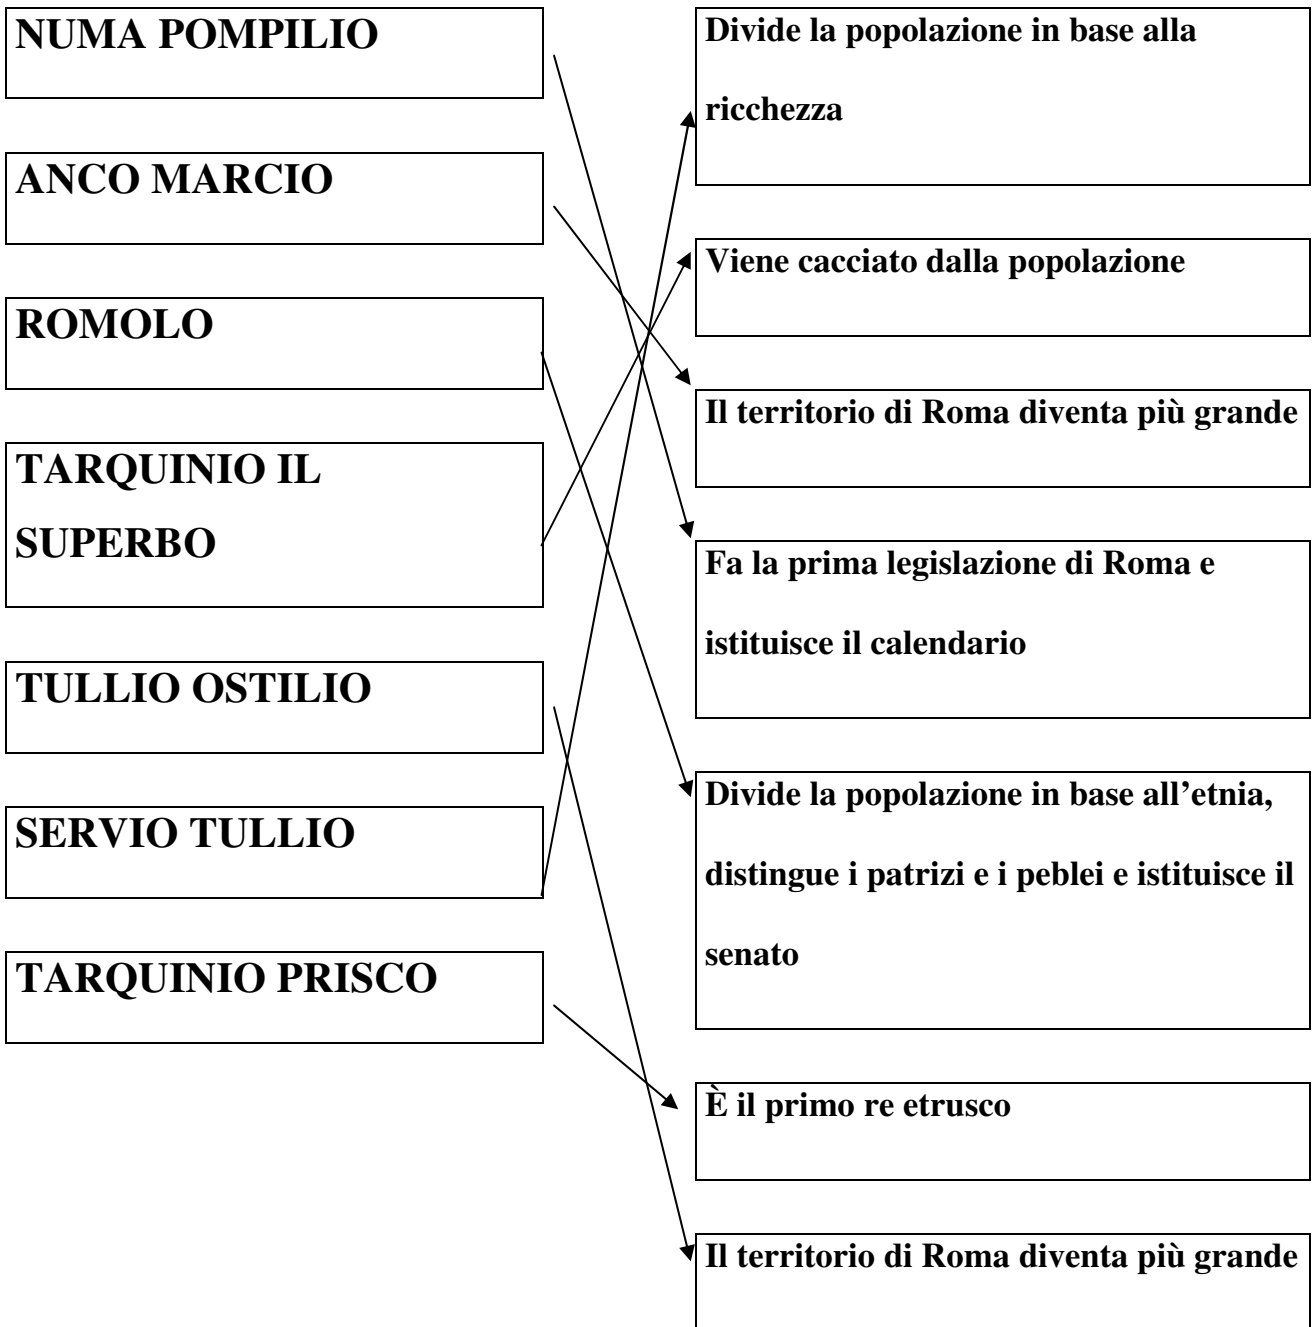 NUMA POMPILIO
ANCO MARCIO
ROMOLO
TARQUINIO IL
SUPERBO
TULLIO OSTILIO
SERVIO TULLIO
TARQUINIO PRISCO
Divide la popolazione in base alla
ricchezza
Viene cacciato dalla popolazione
Il territorio di Roma diventa più grande
Fa la prima legislazione di Roma e
istituisce il calendario
Divide la popolazione in base all’etnia,
distingue i patrizi e i peblei e istituisce il
senato
È il primo re etrusco
Il territorio di Roma diventa più grande